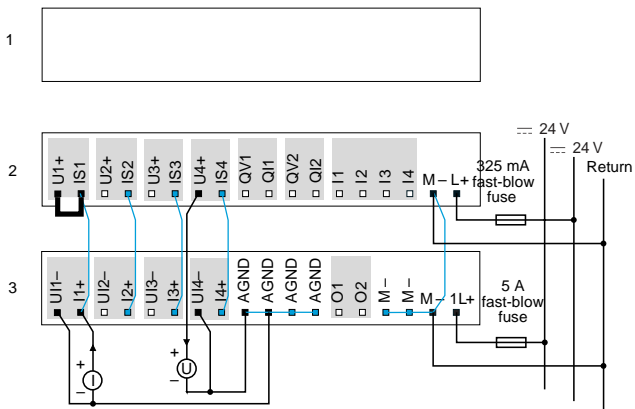 1
⎓ 24 V
⎓ 24 V
Return
2
U1+ IS1 U2+ IS2 U3+ IS3 U4+ IS4 QV1 QI1 QV2 QI2 I1 I2 I3 I4 M– L+
325 mA
fast-blow
fuse
3
UI1– I1+ UI2– I2+ UI3– I3+ UI4– I4+ AGND AGND AGND AGND O1 O2 M– M– M– 1L+
5 A
fast-blow
fuse
+ I –
+ U –